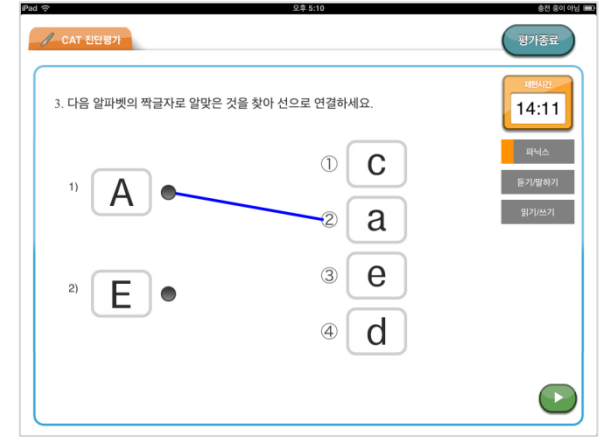 iPad 오후 5:10 충전 중이 아님
CAT 진단평가
평가종료
3. 다음 알파벳의 짝글자로 알맞은 것을 찾아 선으로 연결하세요.
제한시간
14:11
파닉스
듣기/말하기
읽기/쓰기
1) A
2) E
① c
② a
③ e
④ d